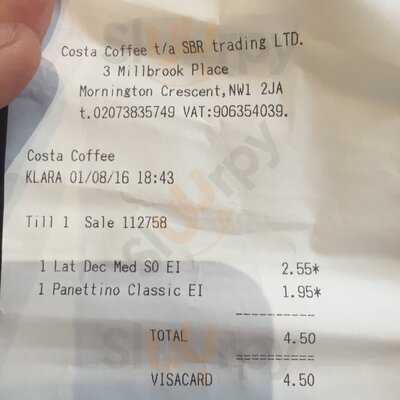 Costa Coffee t/a SBR trading LTD.
3 Millbrook Place
Mornington Crescent,NW1 2JA
t.02073835749 VAT:906354039.
Costa Coffee
KLARA 01/08/16 18:43
Till 1 Sale 112758
1 Lat Dec Med SO EI 2.55*
1 Panettino Classic EI 1.95*
----------
TOTAL 4.50
==========
VISACARD 4.50
Sluurpy